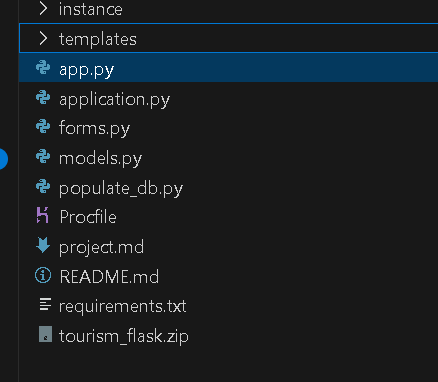 instance
templates
app.py
application.py
forms.py
models.py
populate_db.py
Procfile
project.md
README.md
requirements.txt
tourism_flask.zip